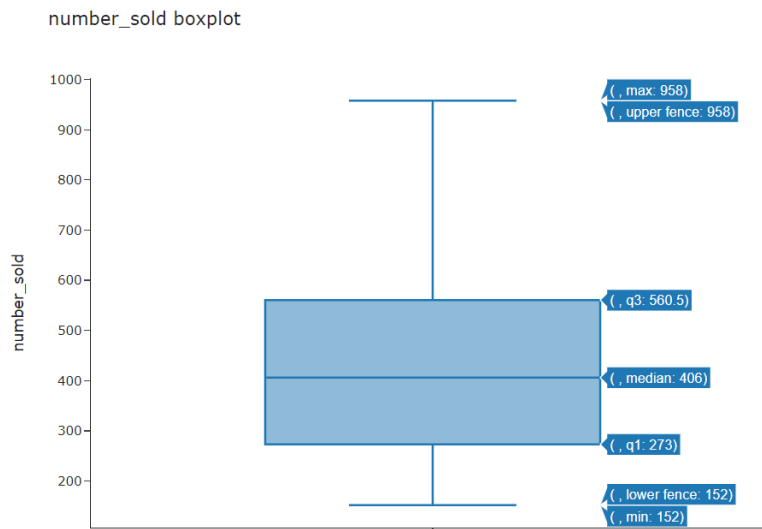 number_sold boxplot
1000
900
800
700
600
500
400
300
200
number_sold
( , max: 958)
( , upper fence: 958)
( , q3: 560.5)
( , median: 406)
( , q1: 273)
( , lower fence: 152)
( , min: 152)